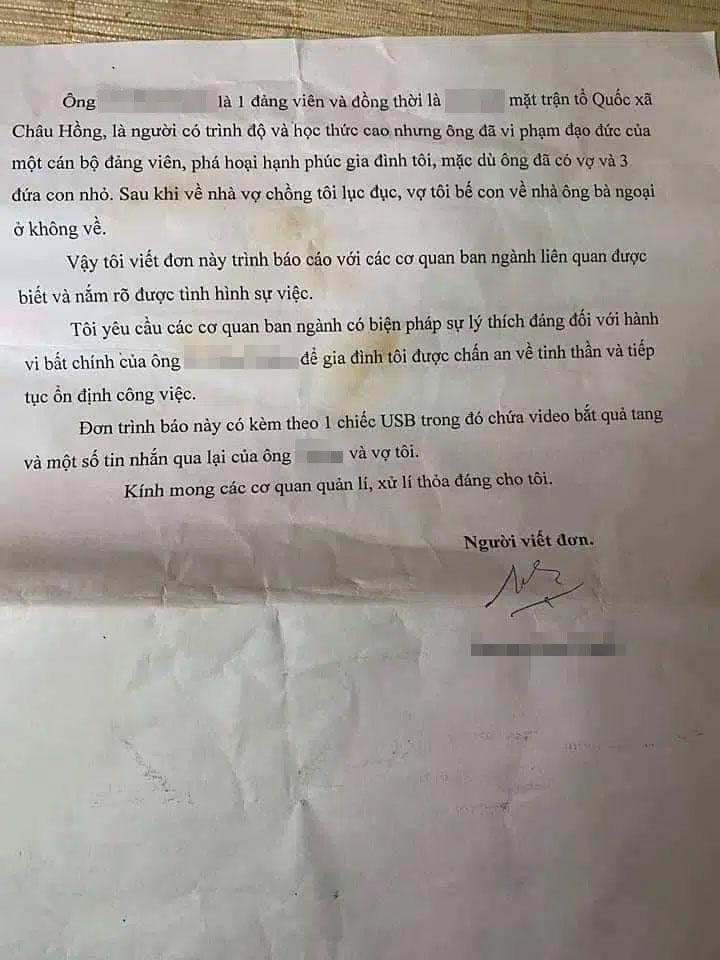 Ông là 1 đảng viên và đồng thời là mặt trận tổ Quốc xã
Châu Hồng, là người có trình độ và học thức cao nhưng ông đã vi phạm đạo đức của
một cán bộ đảng viên, phá hoại hạnh phúc gia đình tôi, mặc dù ông đã có vợ và 3
đứa con nhỏ. Sau khi về nhà vợ chồng tôi lục đục, vợ tôi bế con về nhà ông bà ngoại
ở không về.
Vậy tôi viết đơn này trình báo cáo với các cơ quan ban ngành liên quan được
biết và nắm rõ được tình hình sự việc.
Tôi yêu cầu các cơ quan ban ngành có biện pháp sự lý thích đáng đối với hành
vi bất chính của ông để gia đình tôi được chấn an về tinh thần và tiếp
tục ổn định công việc.
Đơn trình báo này có kèm theo 1 chiếc USB trong đó chứa video bắt quả tang
và một số tin nhắn qua lại của ông và vợ tôi.
Kính mong các cơ quan quản lí, xử lí thỏa đáng cho tôi.
Người viết đơn.